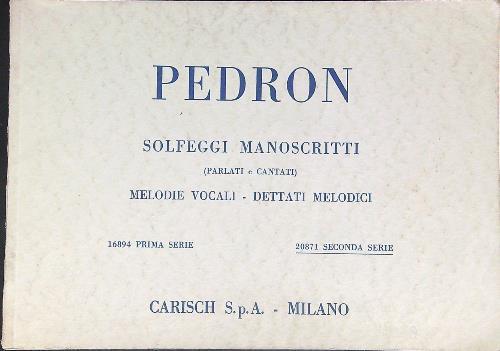 PEDRON
SOLFEGGI MANOSCRITTI
(PARLATI e CANTATI)
MELODIE VOCALI - DETTATI MELODICI
16894 PRIMA SERIE 20871 SECONDA SERIE
CARISCH S.p.A. - MILANO